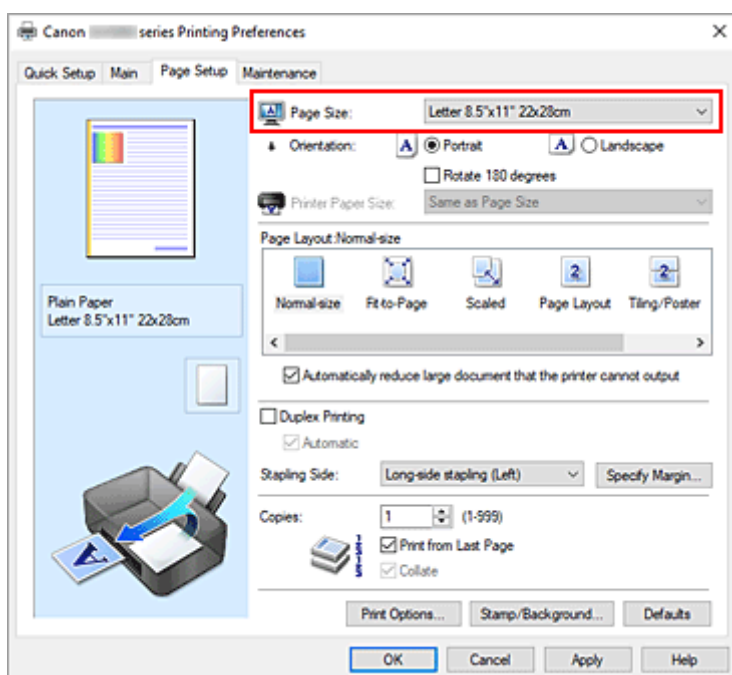 Canon series Printing Preferences
Quick Setup Main Page Setup Maintenance
Page Size: Letter 8.5"x11" 22x28cm
Orientation: A Portrait A Landscape
Rotate 180 degrees
Printer Paper Size: Same as Page Size
Page Layout:Normal-size
Normal-size Fit-to-Page Scaled Page Layout Tiling/Poster
Plain Paper
Letter 8.5"x11" 22x28cm
Automatically reduce large document that the printer cannot output
Duplex Printing
Automatic
Stapling Side: Long-side stapling (Left) Specify Margin...
Copies: 1 (1-999)
Print from Last Page
Collate
Print Options... Stamp/Background... Defaults
OK Cancel Apply Help